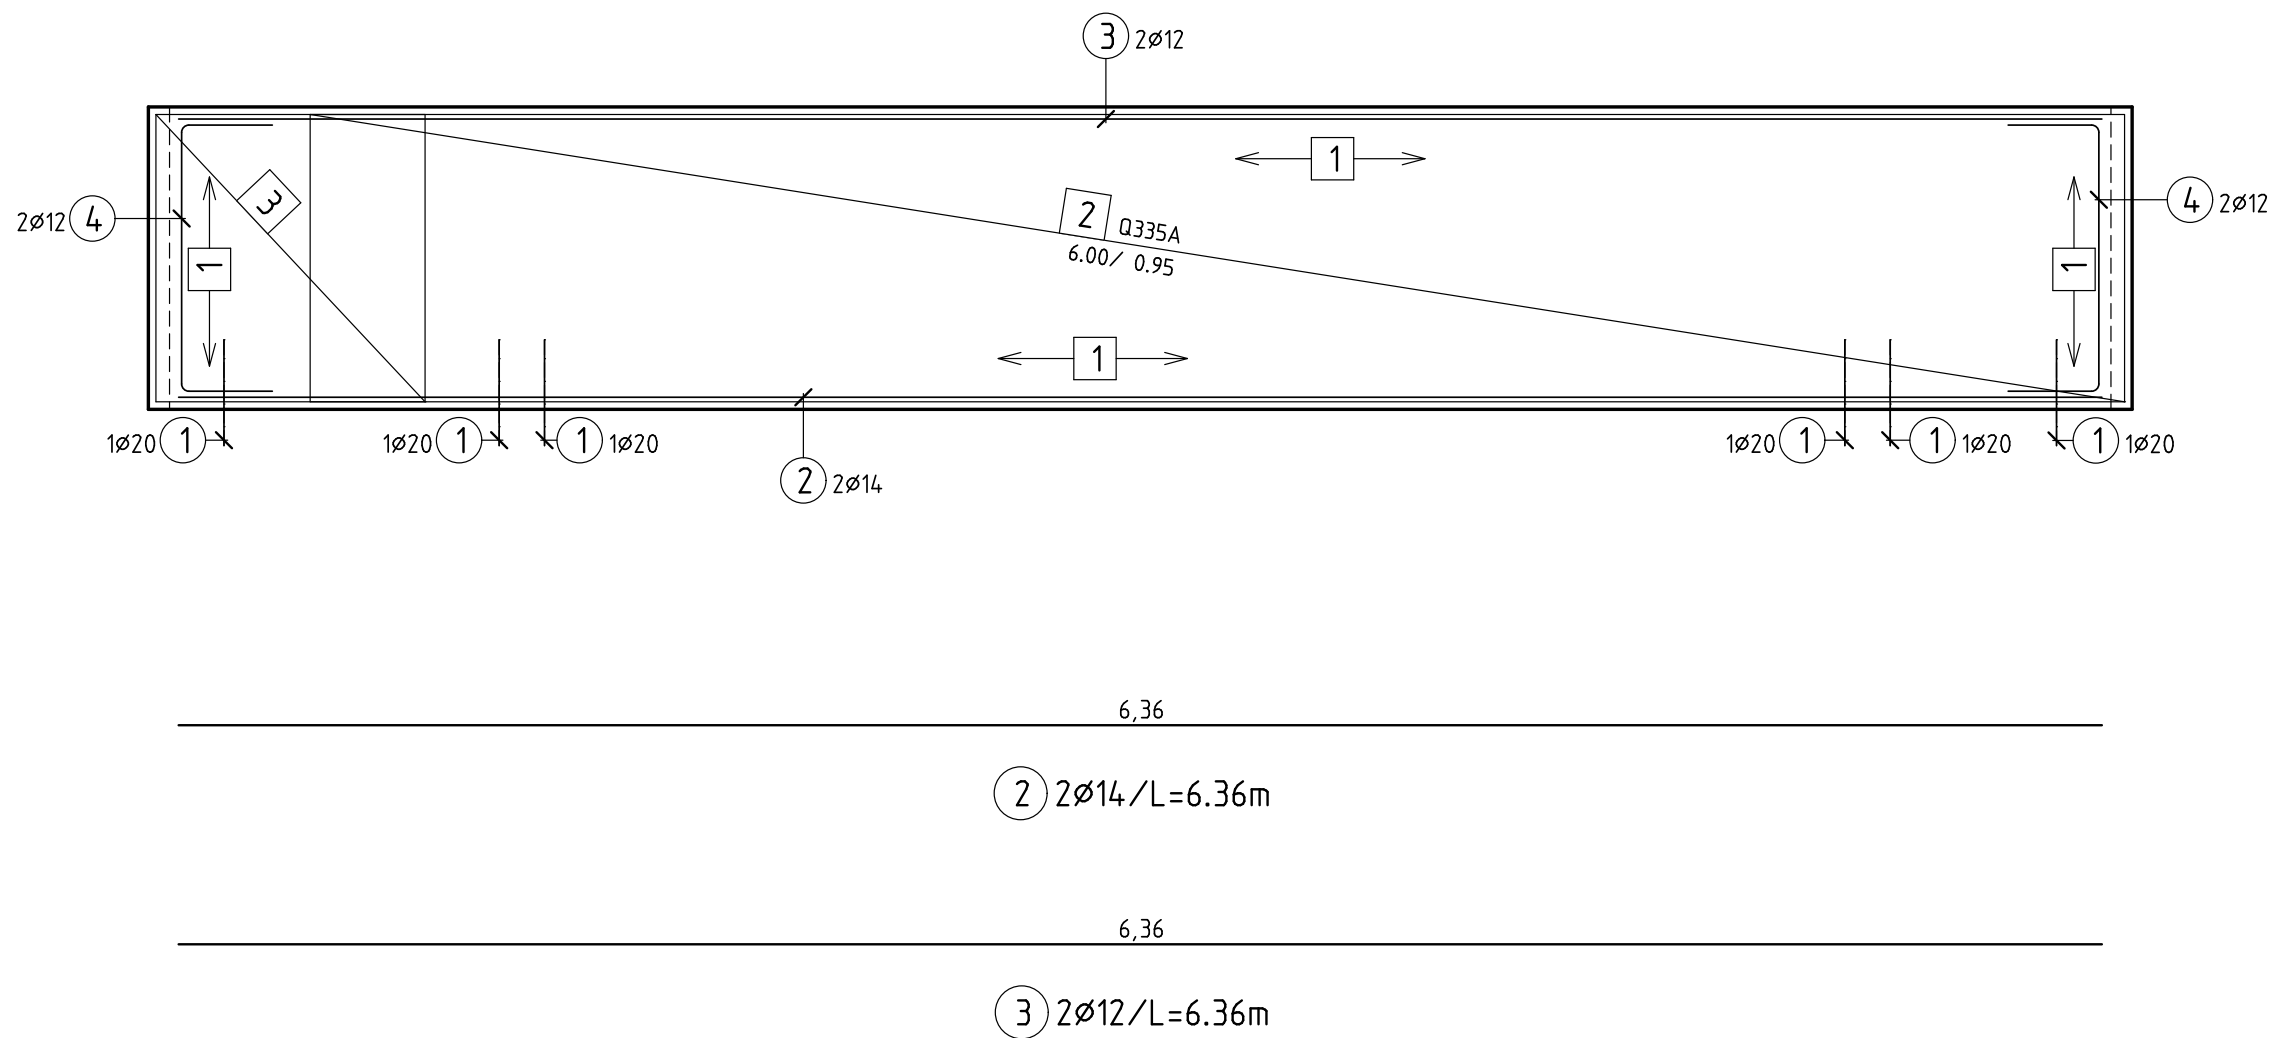 3 2ø12
1
3
2 Q335A
6.00/ 0.95
2ø12 4
4 2ø12
1
1
1
1ø20 1
1ø20 1
1 1ø20
1ø20 1
1 1ø20
1 1ø20
2 2ø14
6,36
2 2ø14/L=6.36m
6,36
3 2ø12/L=6.36m